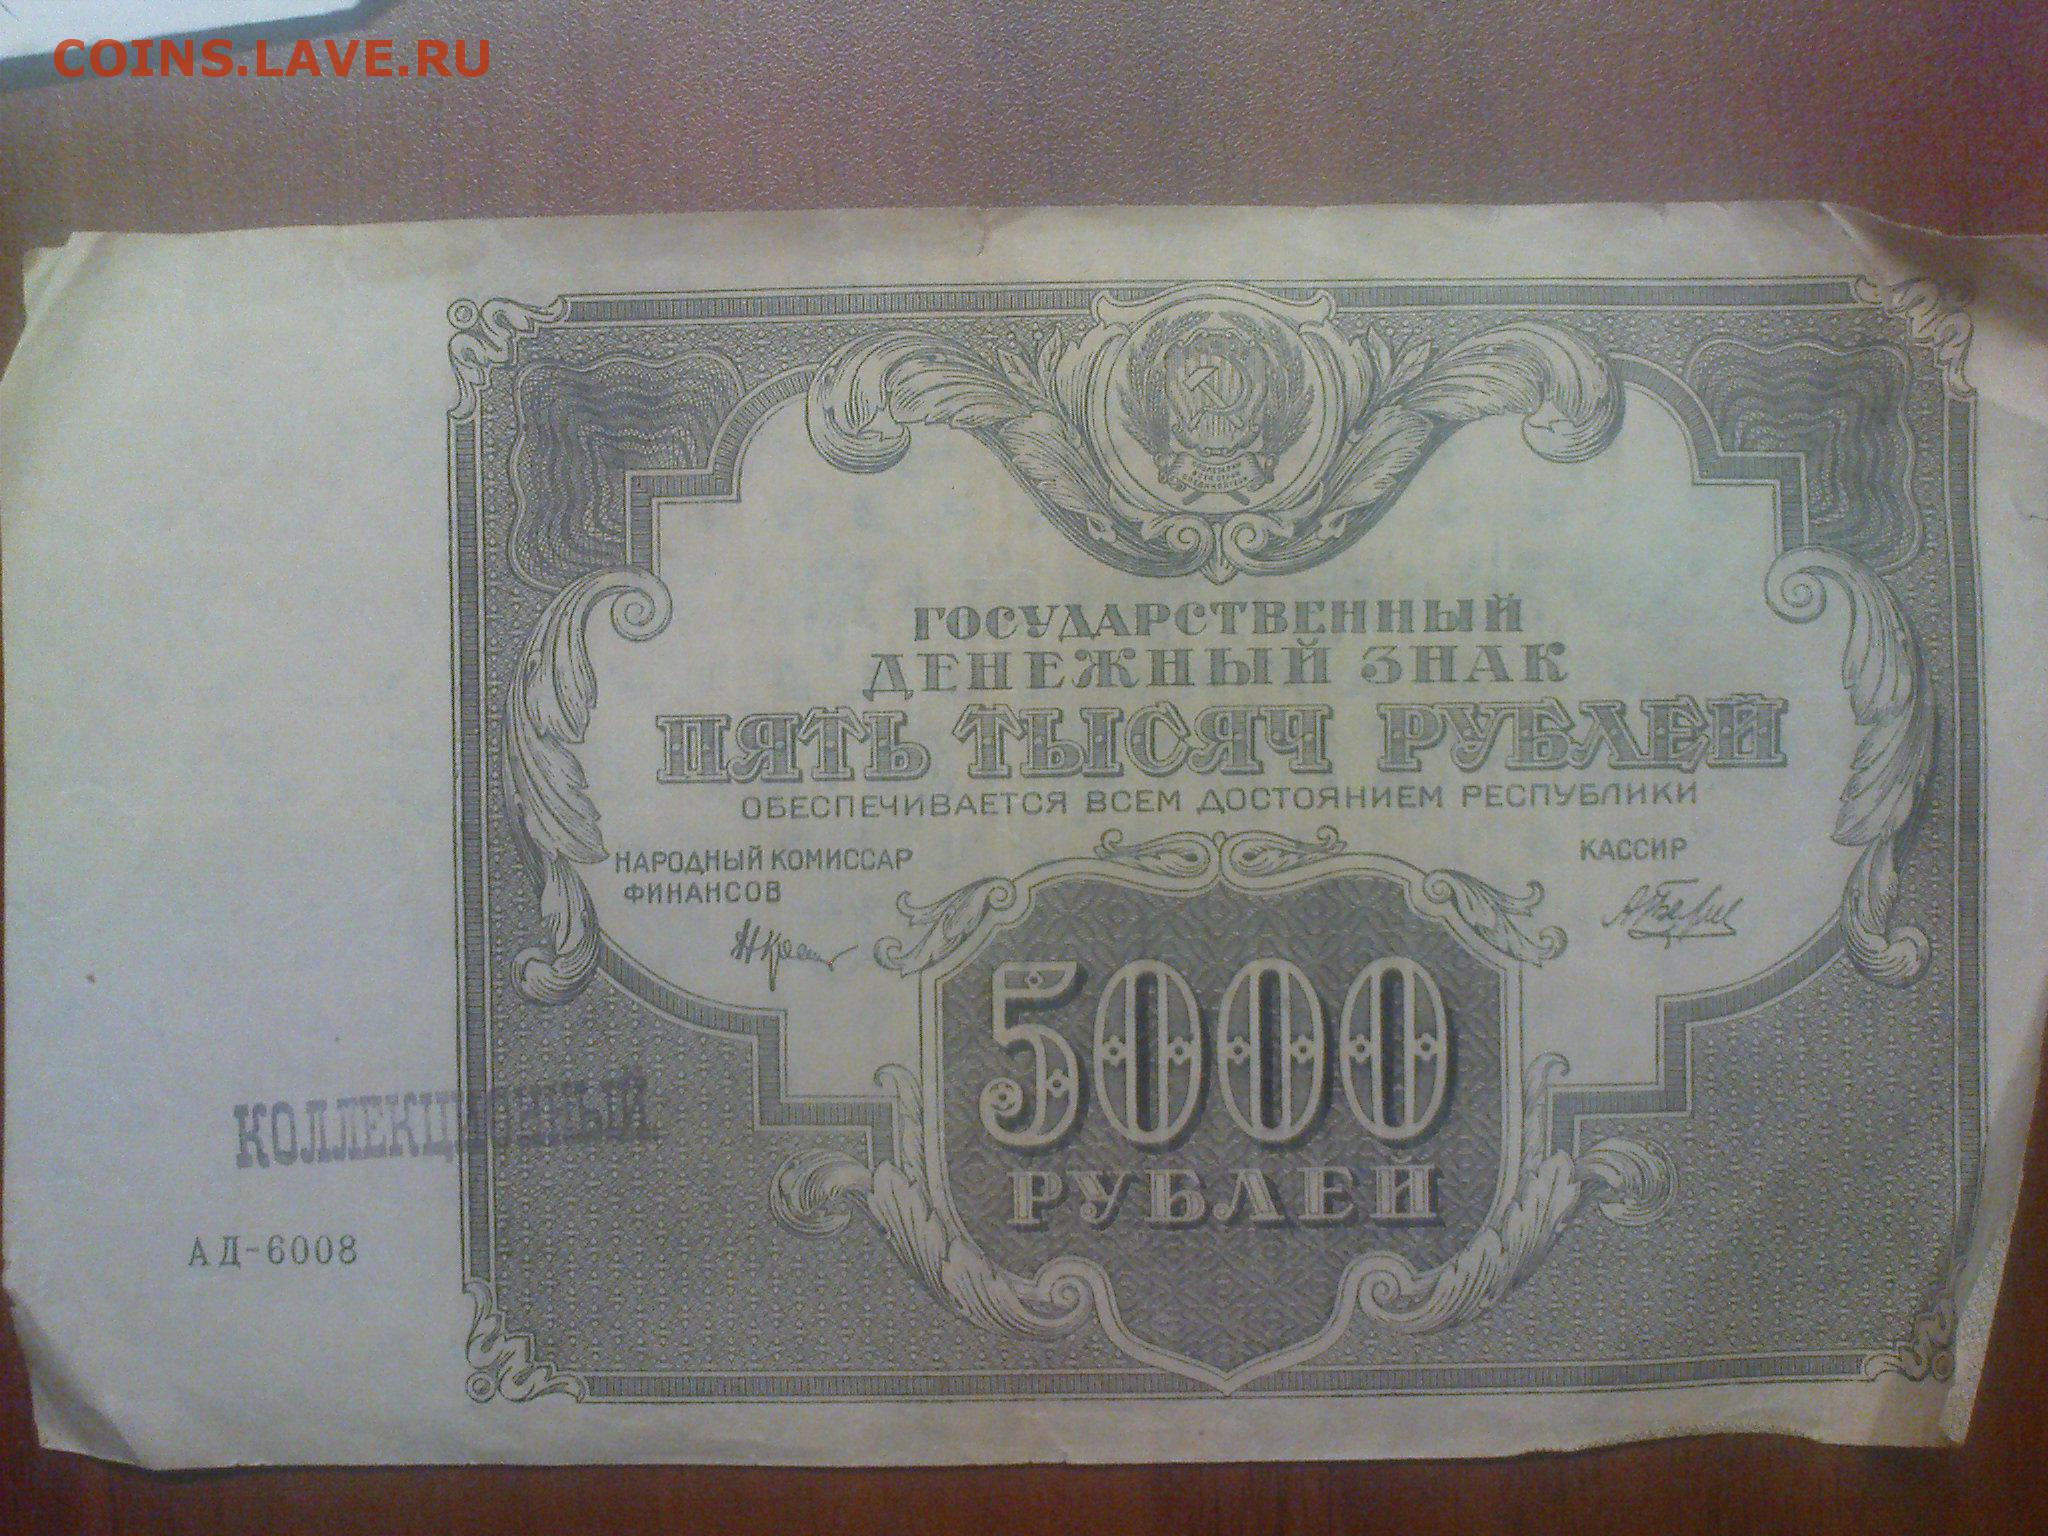 COINS.LAVE.RU
ГОСУДАРСТВЕННЫЙ
ДЕНЕЖНЫЙ ЗНАК
ПЯТЬ ТЫСЯЧ РУБЛЕЙ
ОБЕСПЕЧИВАЕТСЯ ВСЕМ ДОСТОЯНИЕМ РЕСПУБЛИКИ
НАРОДНЫЙ КОМИССАР
ФИНАНСОВ
КАССИР
5000
РУБЛЕЙ
КОЛЛЕКЦИОННЫЙ
АД-6008